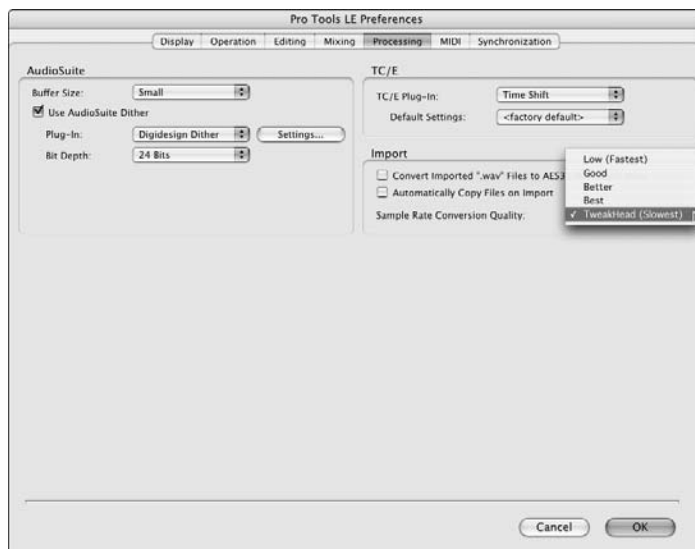 Pro Tools LE Preferences
Display Operation Editing Mixing Processing MIDI Synchronization
AudioSuite
Buffer Size: Small
Use AudioSuite Dither
Plug-In: Digidesign Dither Settings...
Bit Depth: 24 Bits
TC/E
TC/E Plug-In: Time Shift
Default Settings: <factory default>
Import
Convert Imported ".wav" Files to AES3
Automatically Copy Files on Import
Sample Rate Conversion Quality:
Low (Fastest)
Good
Better
Best
✓ TweakHead (Slowest)
Cancel OK